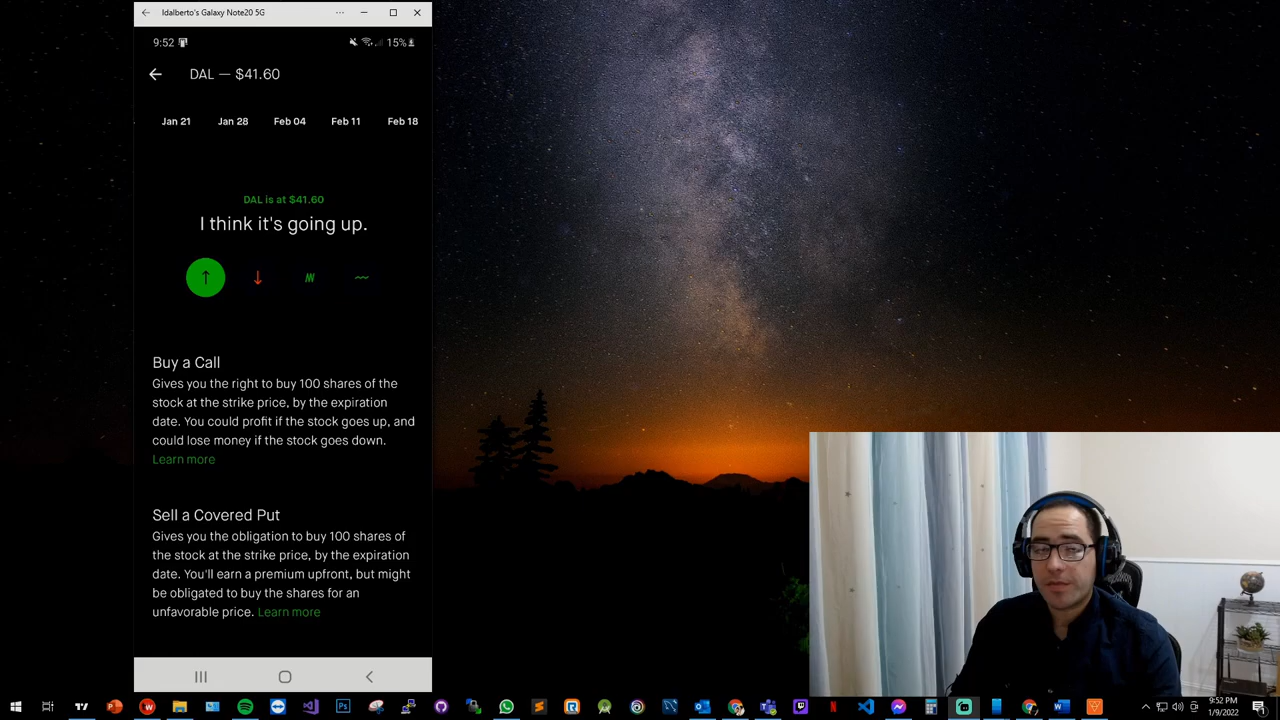 Idalberto's Galaxy Note20 5G
9:52
15%
DAL — $41.60
Jan 21 Jan 28 Feb 04 Feb 11 Feb 18
DAL is at $41.60
I think it's going up.
Buy a Call
Gives you the right to buy 100 shares of the
stock at the strike price, by the expiration
date. You could profit if the stock goes up, and
could lose money if the stock goes down.
Learn more
Sell a Covered Put
Gives you the obligation to buy 100 shares of
the stock at the strike price, by the expiration
date. You'll earn a premium upfront, but might
be obligated to buy the shares for an
unfavorable price. Learn more
9:52 PM
1/9/2022